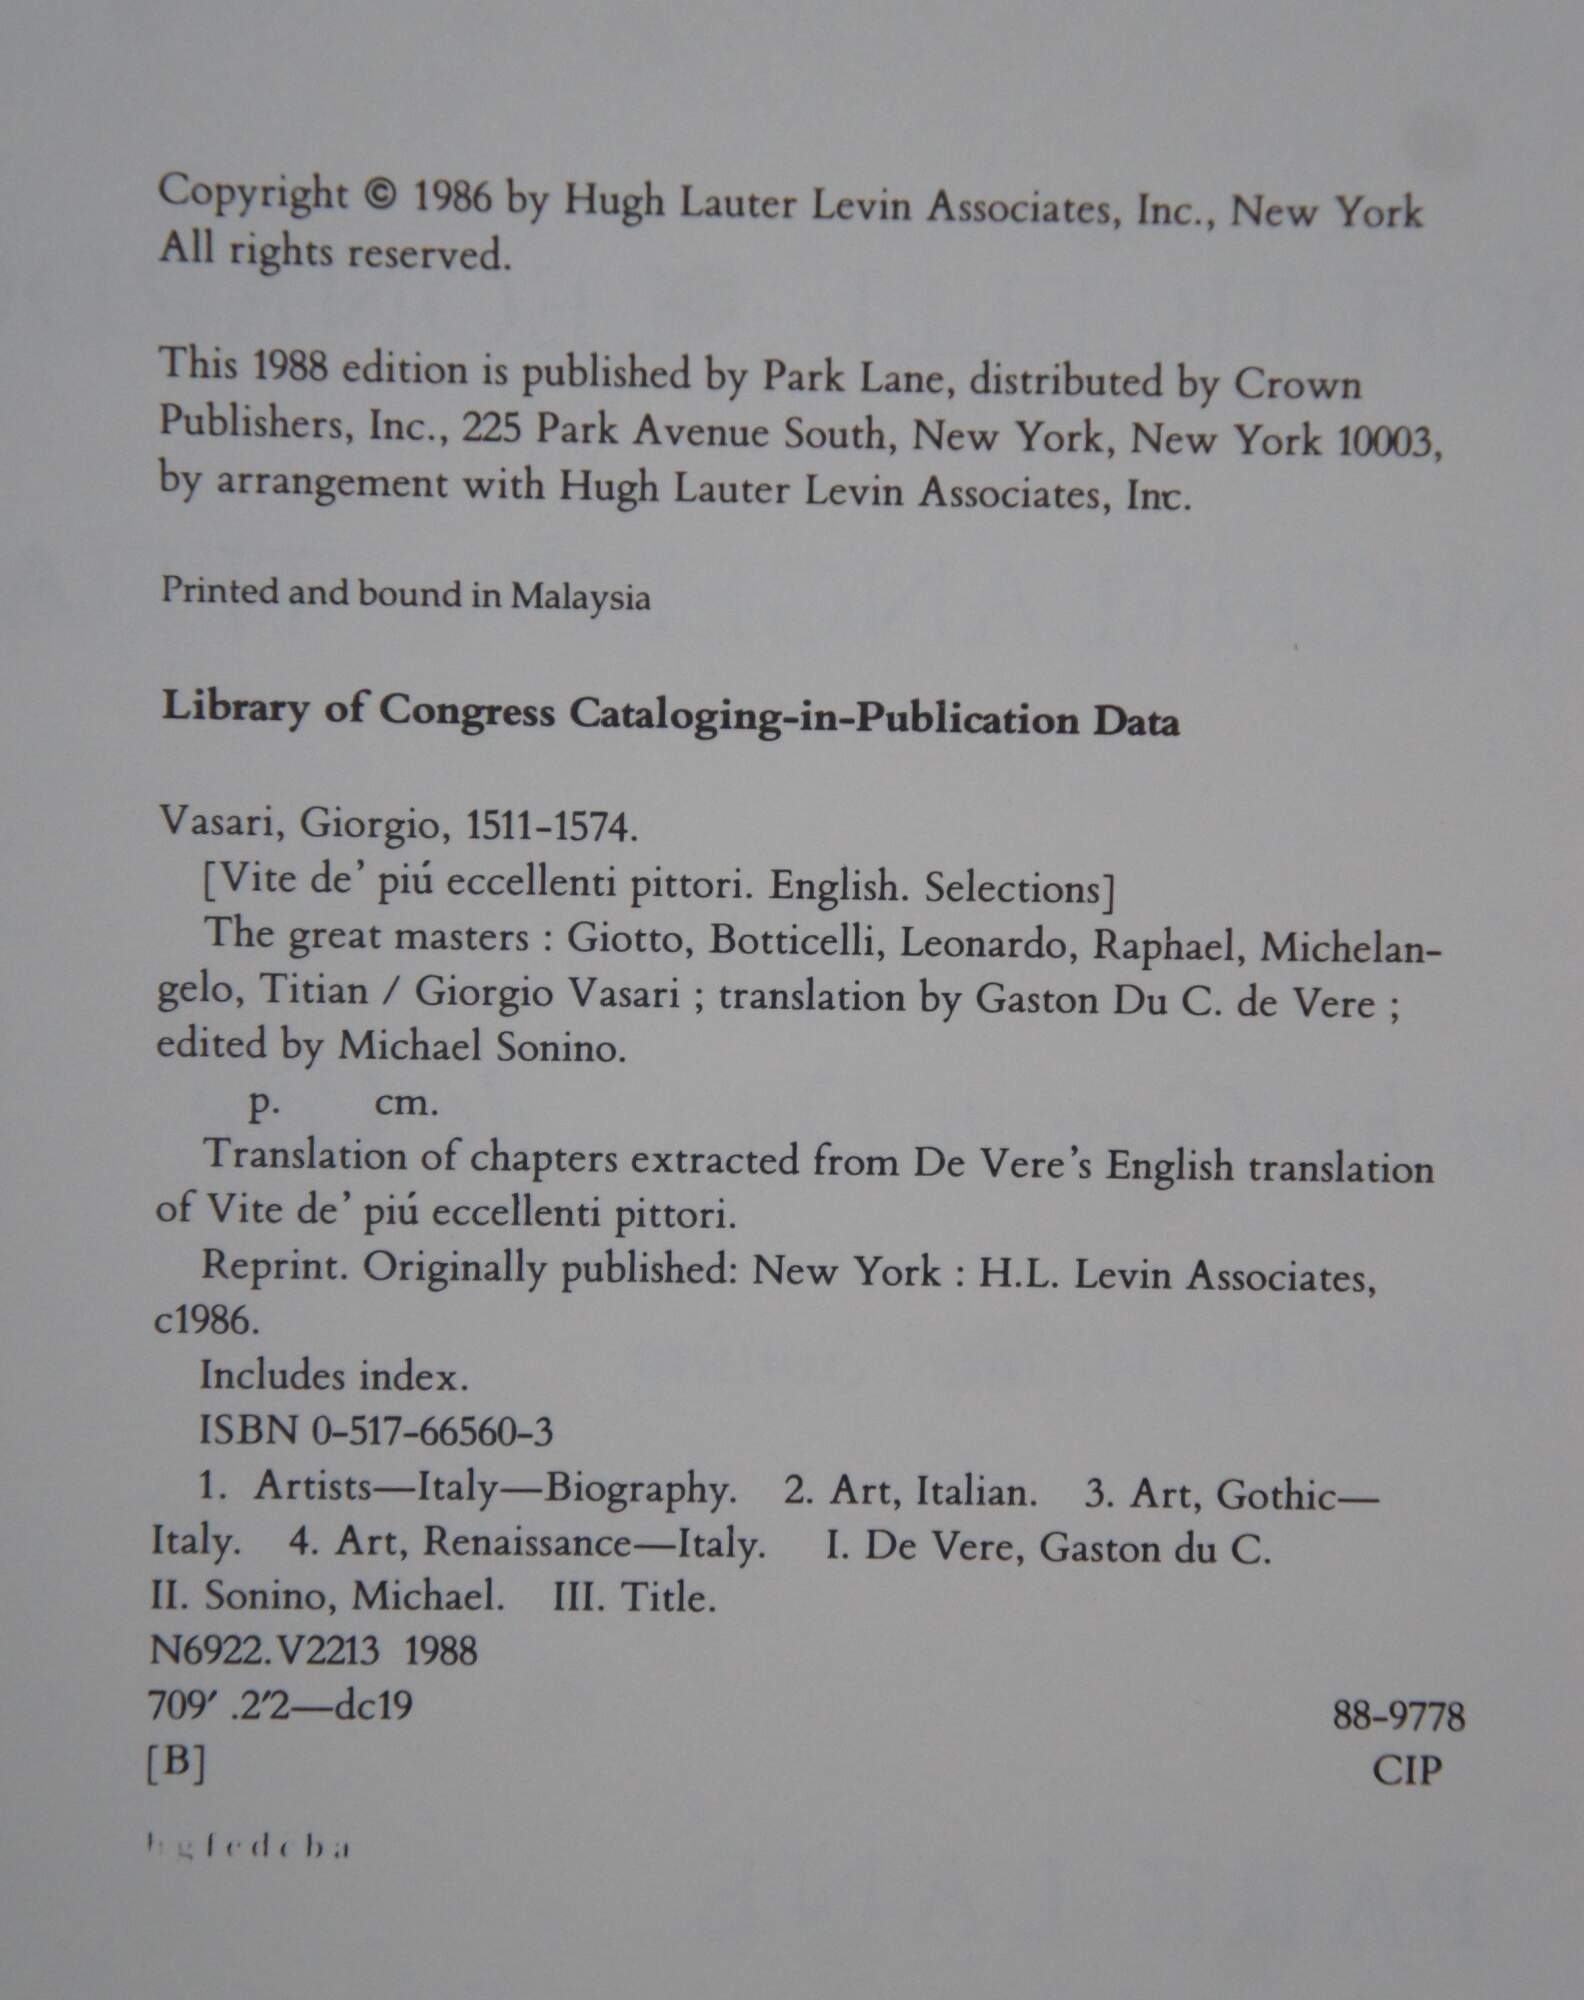 Copyright © 1986 by Hugh Lauter Levin Associates, Inc., New York
All rights reserved.
This 1988 edition is published by Park Lane, distributed by Crown
Publishers, Inc., 225 Park Avenue South, New York, New York 10003,
by arrangement with Hugh Lauter Levin Associates, Inc.
Printed and bound in Malaysia
Library of Congress Cataloging-in-Publication Data
Vasari, Giorgio, 1511-1574.
[Vite de' piú eccellenti pittori. English. Selections]
The great masters : Giotto, Botticelli, Leonardo, Raphael, Michelan-
gelo, Titian / Giorgio Vasari ; translation by Gaston Du C. de Vere ;
edited by Michael Sonino.
p. cm.
Translation of chapters extracted from De Vere's English translation
of Vite de' piú eccellenti pittori.
Reprint. Originally published: New York : H.L. Levin Associates,
c1986.
Includes index.
ISBN 0-517-66560-3
1. Artists—Italy—Biography. 2. Art, Italian. 3. Art, Gothic—
Italy. 4. Art, Renaissance—Italy. I. De Vere, Gaston du C.
II. Sonino, Michael. III. Title.
N6922.V2213 1988
709′ .2′2—dc19 88-9778
[B] CIP
h g f e d c b a